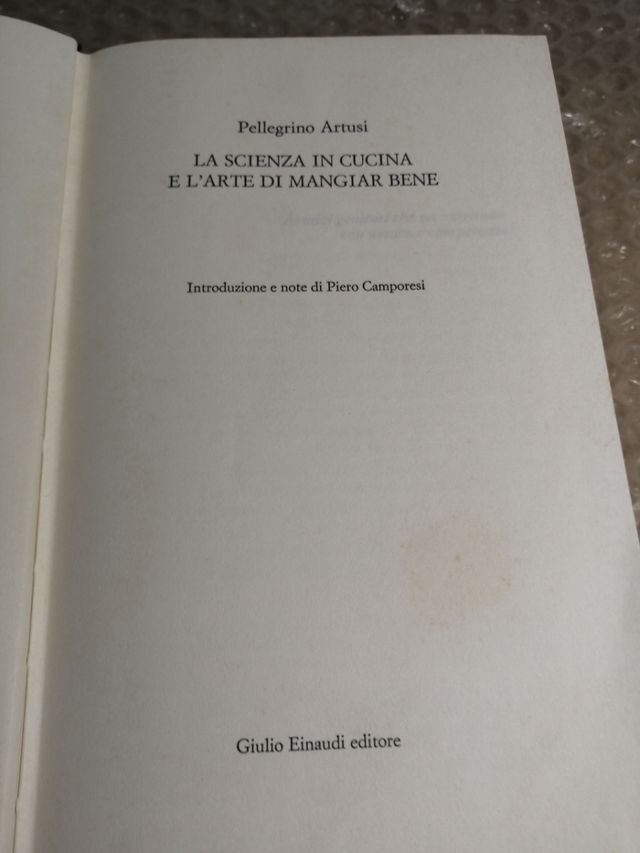 Pellegrino Artusi
LA SCIENZA IN CUCINA
E L'ARTE DI MANGIAR BENE
Introduzione e note di Piero Camporesi
Giulio Einaudi editore